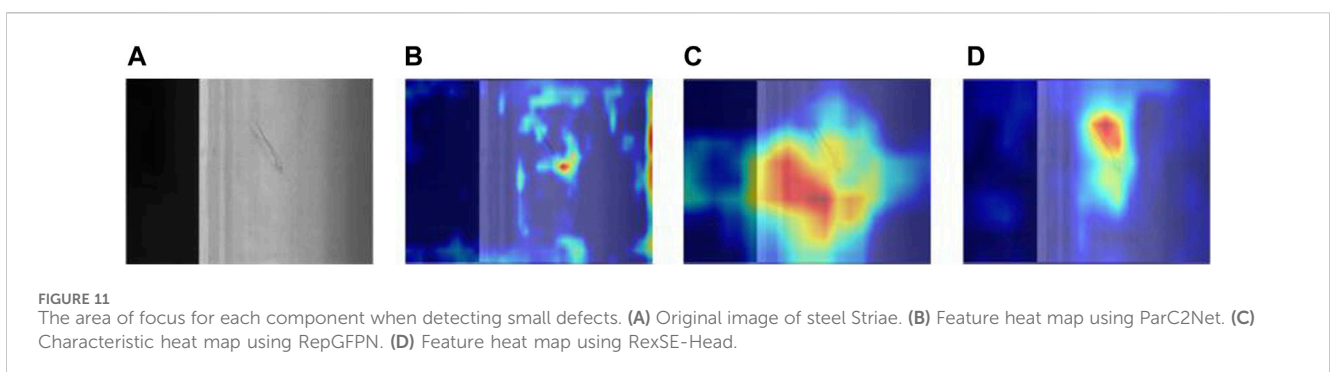 A
B
C
D
FIGURE 11
The area of focus for each component when detecting small defects. (A) Original image of steel Striae. (B) Feature heat map using ParC2Net. (C)
Characteristic heat map using RepGFPN. (D) Feature heat map using RexSE-Head.